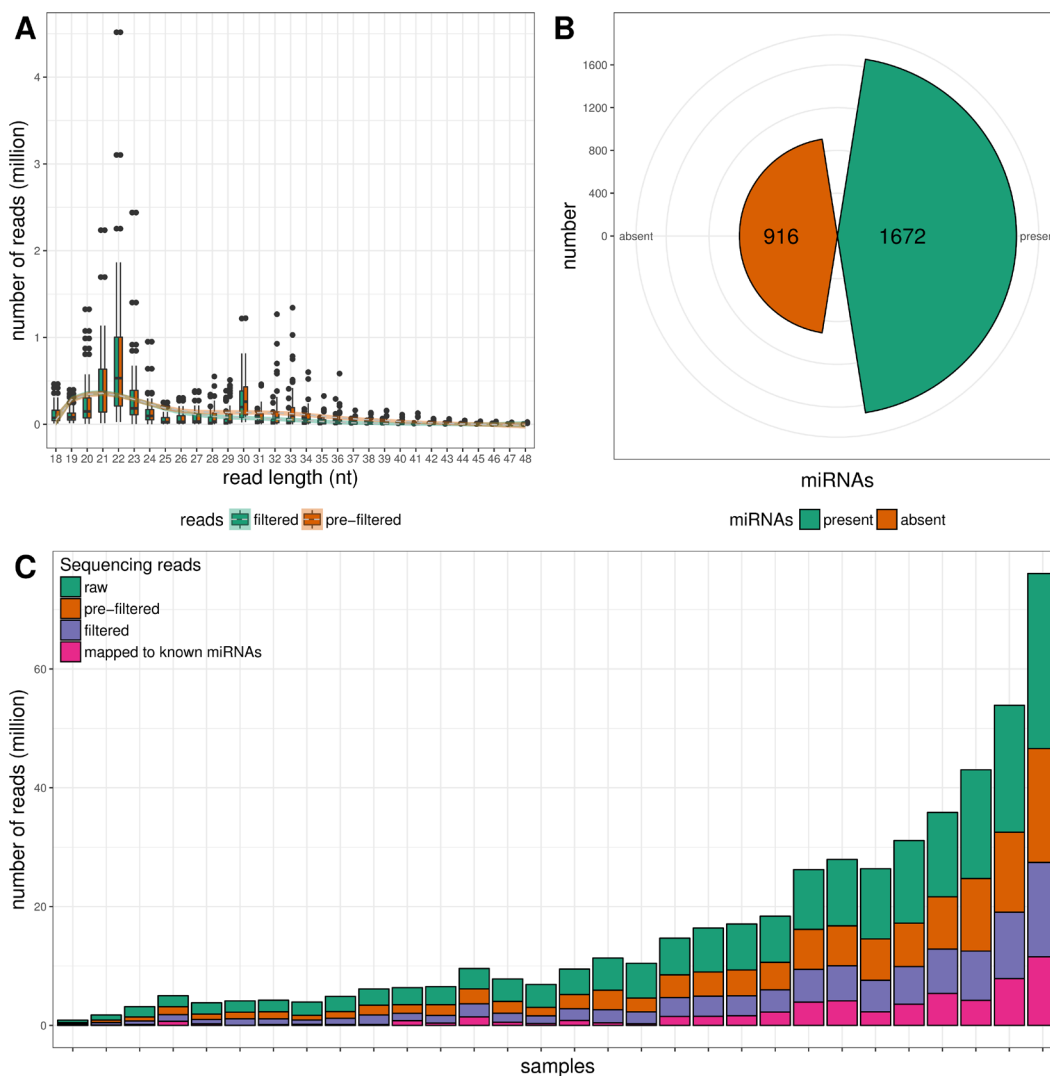 A
number of reads (million)
4
3
2
1
0
18 19 20 21 22 23 24 25 26 27 28 29 30 31 32 33 34 35 36 37 38 39 40 41 42 43 44 45 46 47 48
read length (nt)
reads filtered pre-filtered
B
number
1600
1200
800
400
0
absent
916
1672
presen
miRNAs
miRNAs present absent
C
Sequencing reads
raw
pre-filtered
filtered
mapped to known miRNAs
number of reads (million)
60
40
20
0
samples